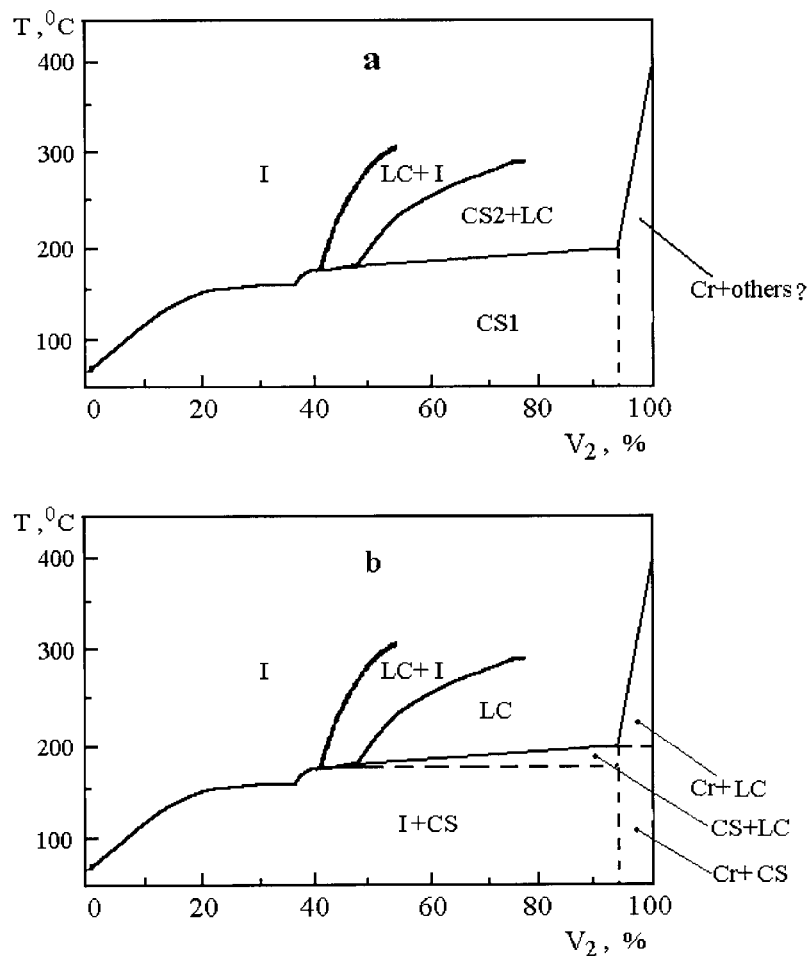 T ,⁰C
a
400
300
I
LC+ I
CS2+LC
200
Cr+others ?
CS1
100
0 20 40 60 80 100
V₂ , %
T ,⁰C
b
400
300
I
LC+ I
LC
200
Cr+LC
I+CS
CS+LC
100
Cr+ CS
0 20 40 60 80 100
V₂ , %